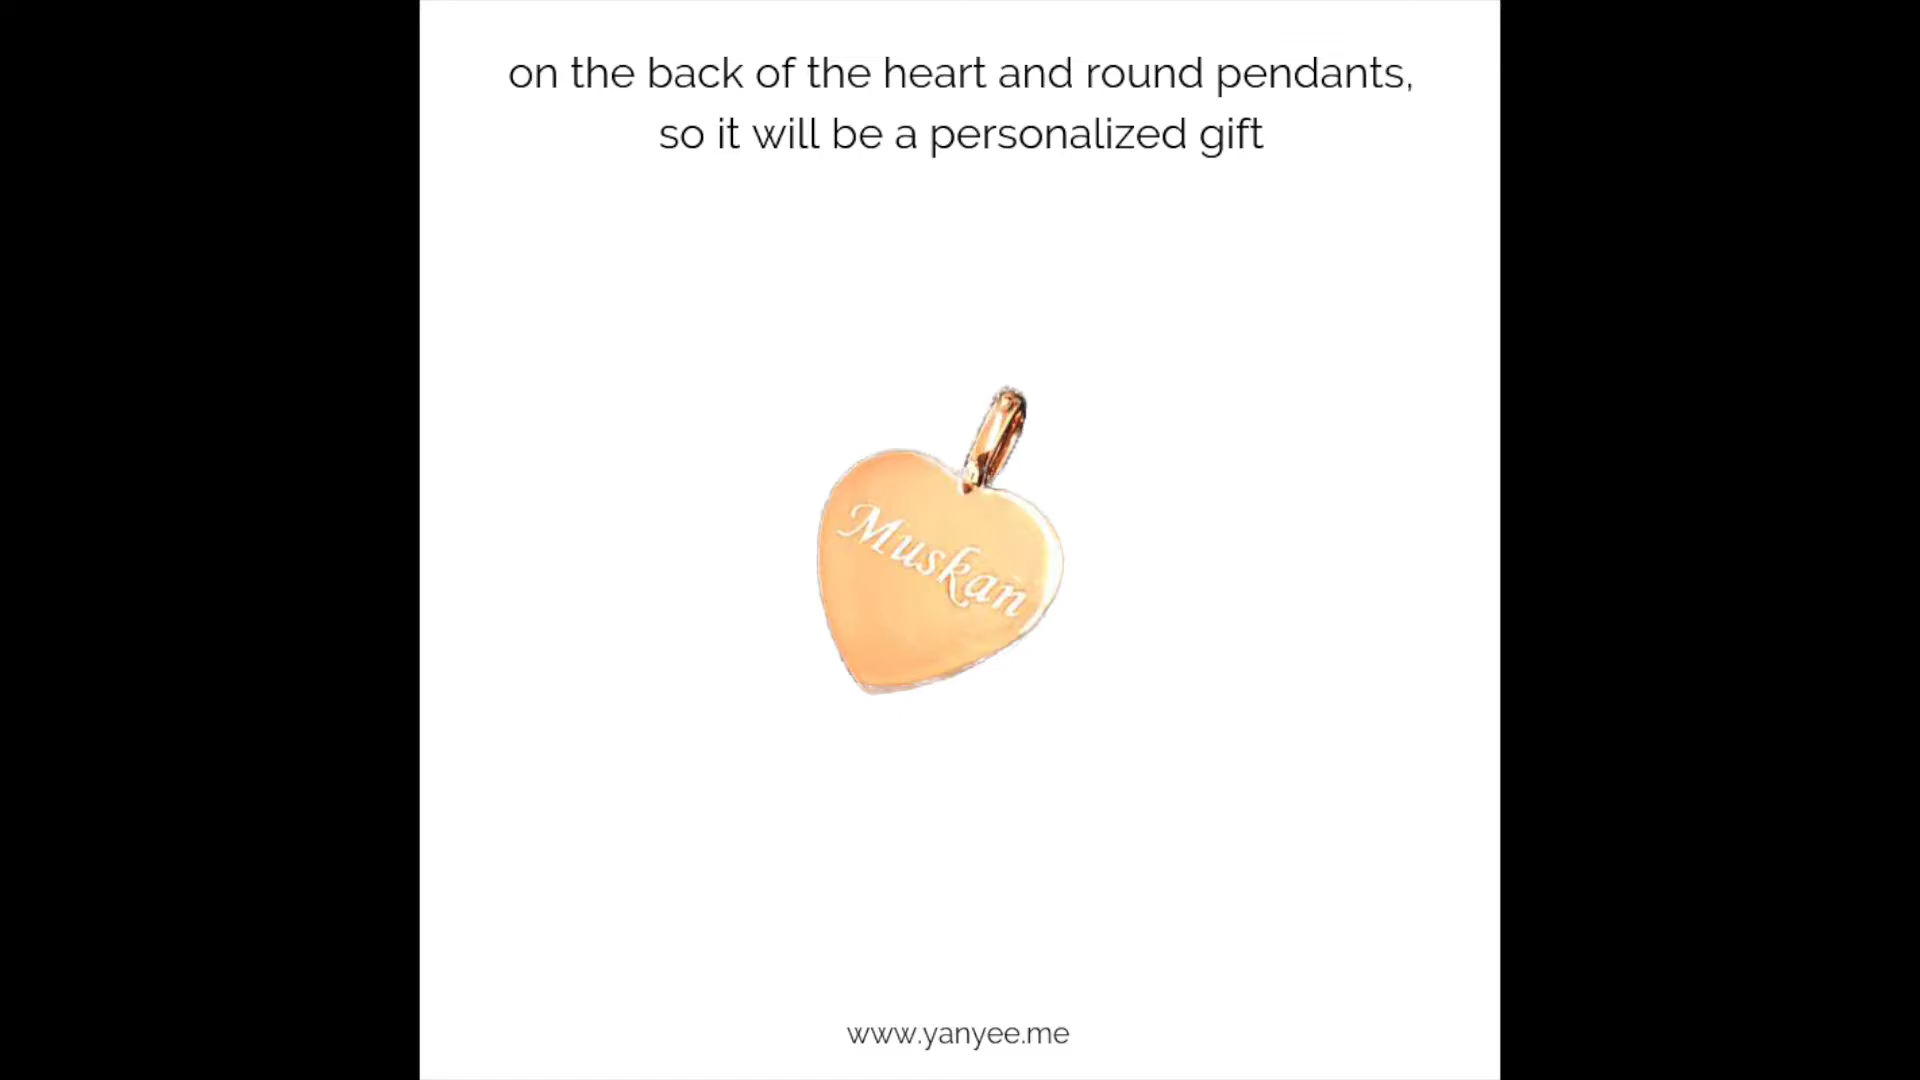 on the back of the heart and round pendants,
so it will be a personalized gift
Muskan
www.yanyee.me